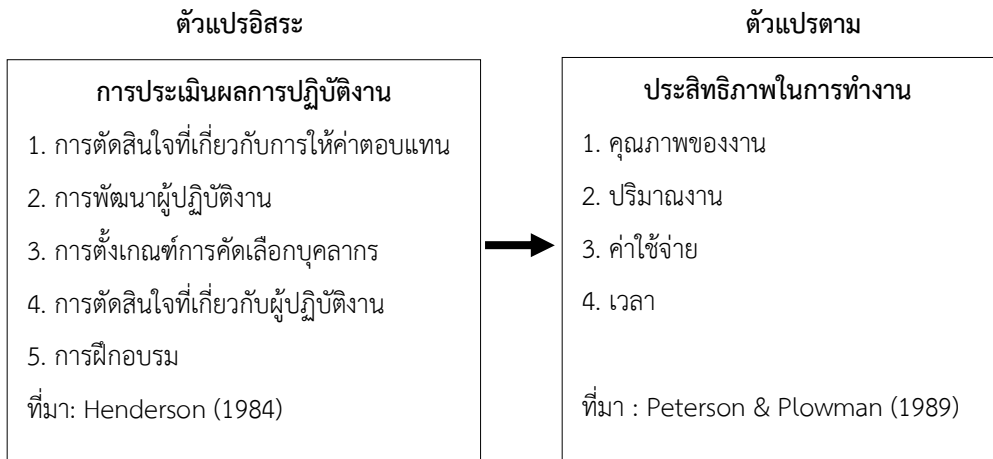 ตัวแปรอิสระ
การประเมินผลการปฏิบัติงาน
1. การตัดสินใจที่เกี่ยวกับการให้ค่าตอบแทน
2. การพัฒนาผู้ปฏิบัติงาน
3. การตั้งเกณฑ์การคัดเลือกบุคลากร
4. การตัดสินใจที่เกี่ยวกับผู้ปฏิบัติงาน
5. การฝึกอบรม
ที่มา: Henderson (1984)
ตัวแปรตาม
ประสิทธิภาพในการทำงาน
1. คุณภาพของงาน
2. ปริมาณงาน
3. ค่าใช้จ่าย
4. เวลา
ที่มา : Peterson & Plowman (1989)